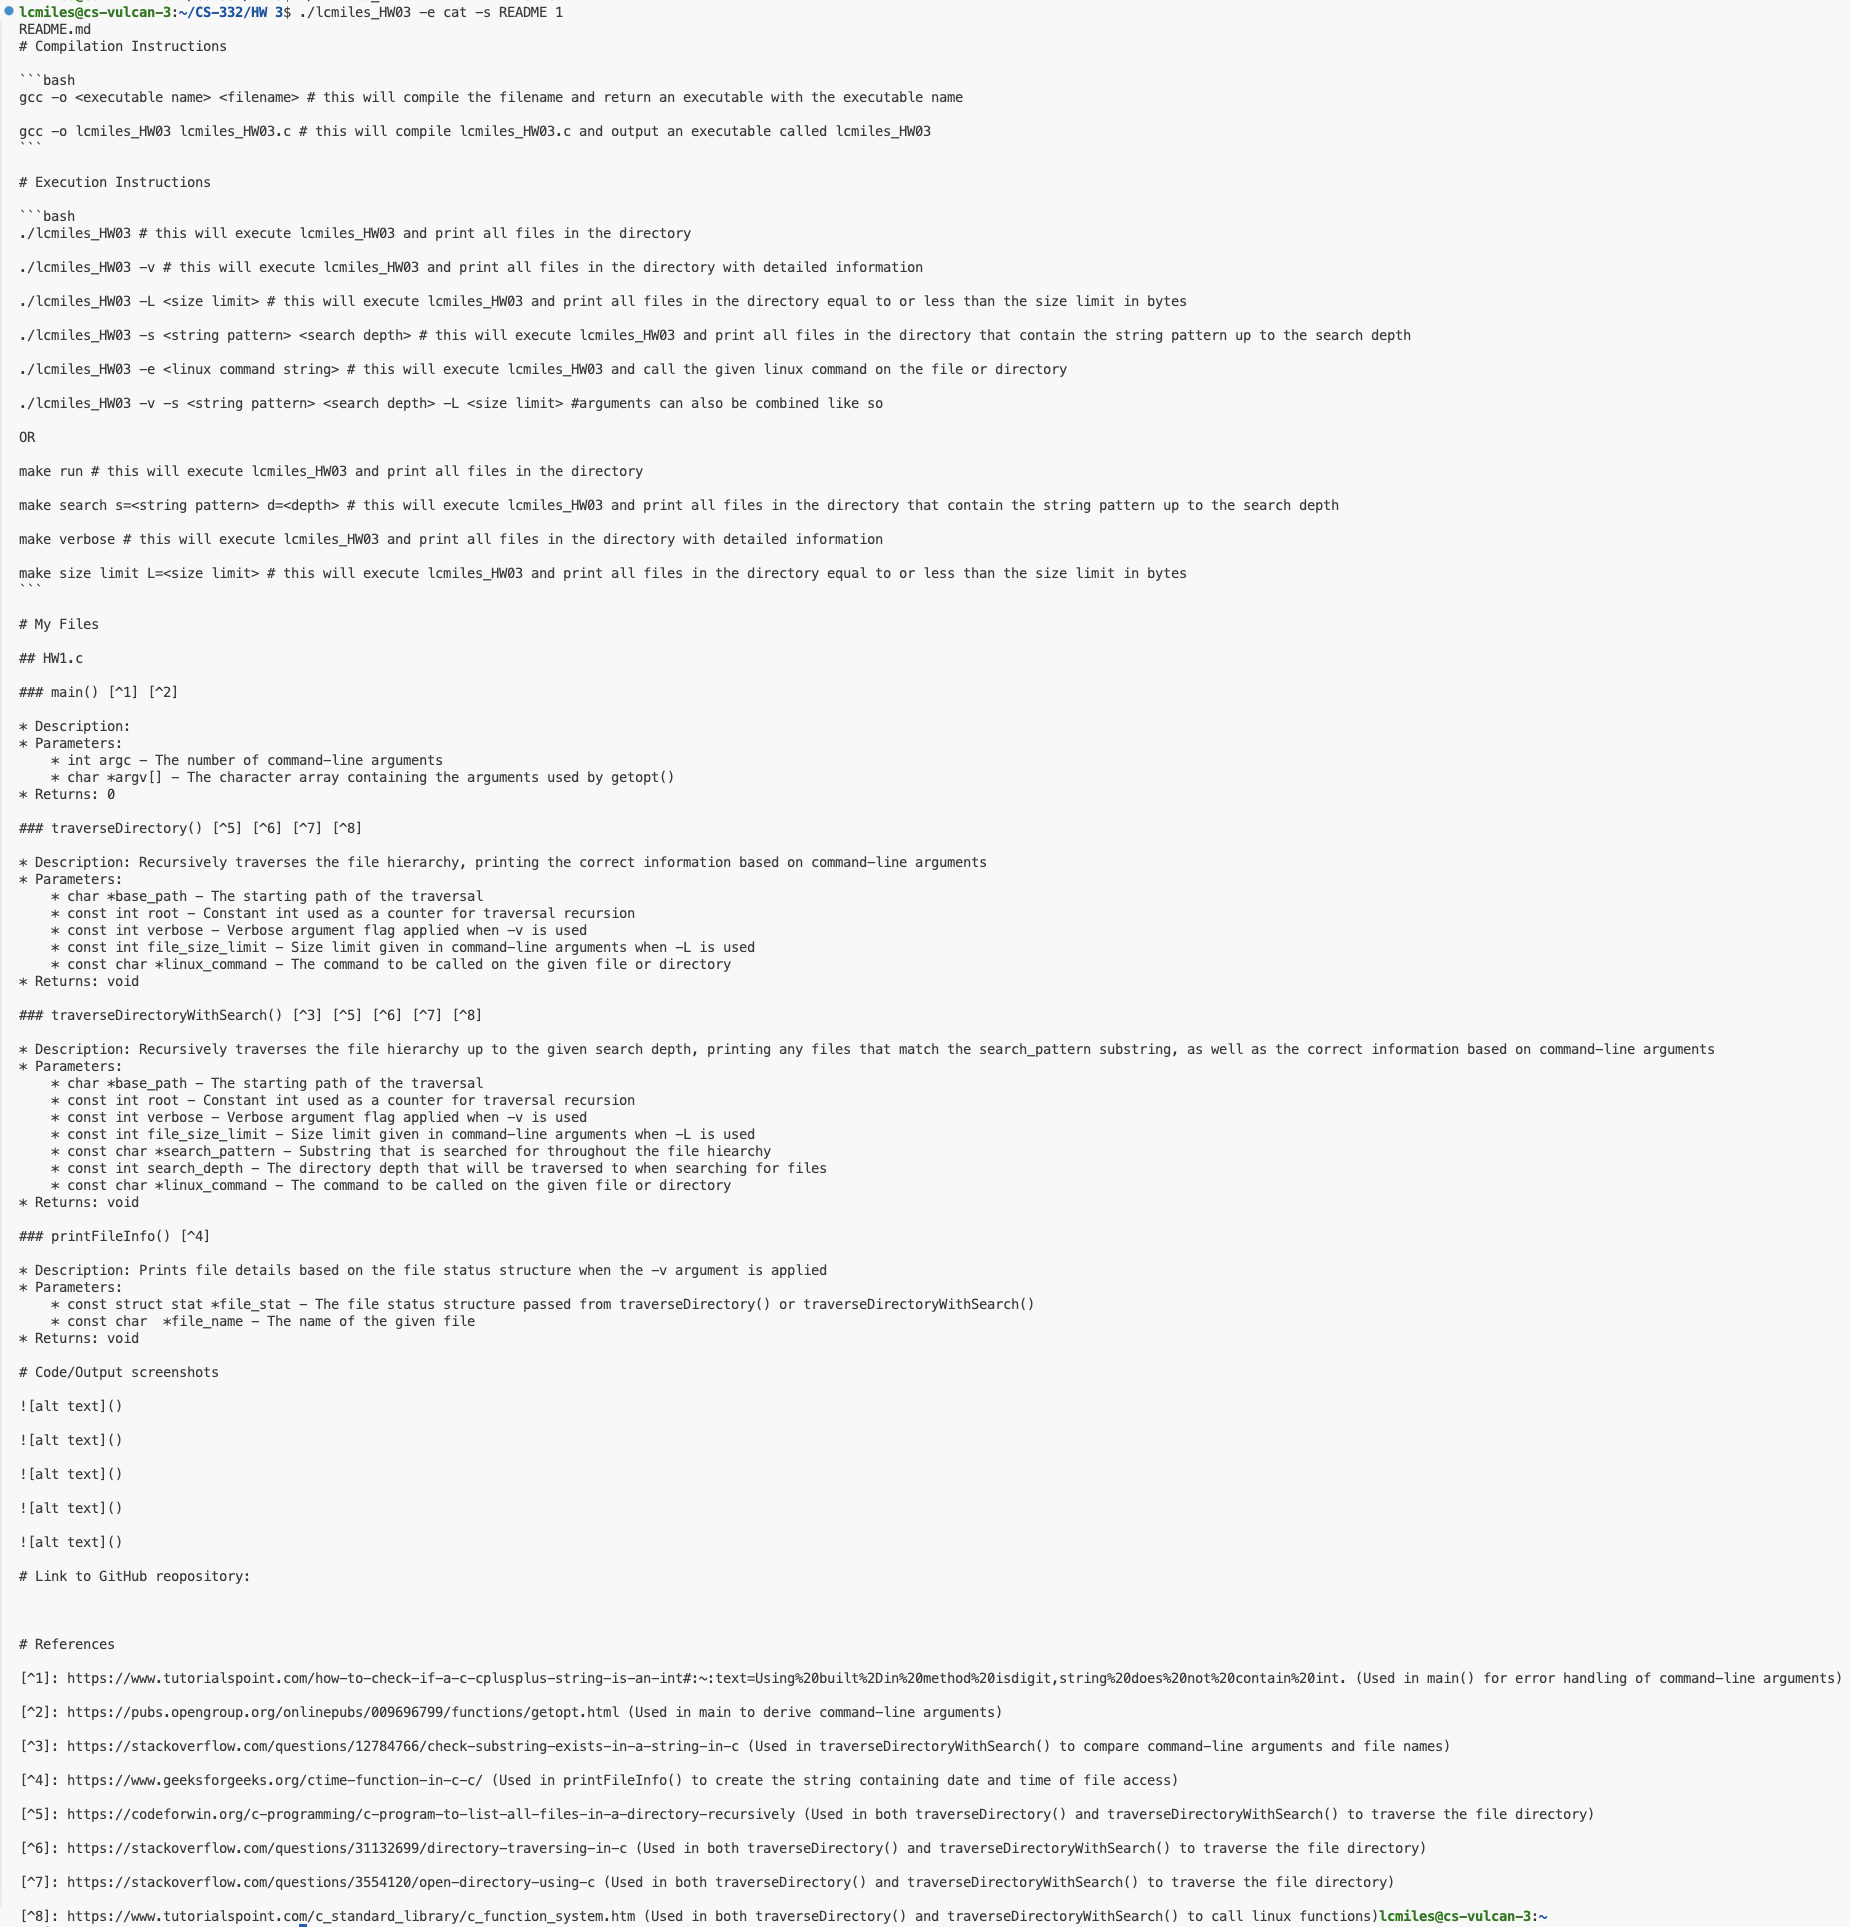 lcmiles@cs-vulcan-3:~/CS-332/HW 3$ ./lcmiles_HW03 -e cat -s README 1
README.md
# Compilation Instructions

```bash
gcc -o <executable name> <filename> # this will compile the filename and return an executable with the executable name

gcc -o lcmiles_HW03 lcmiles_HW03.c # this will compile lcmiles_HW03.c and output an executable called lcmiles_HW03
```

# Execution Instructions

```bash
./lcmiles_HW03 # this will execute lcmiles_HW03 and print all files in the directory

./lcmiles_HW03 -v # this will execute lcmiles_HW03 and print all files in the directory with detailed information

./lcmiles_HW03 -L <size limit> # this will execute lcmiles_HW03 and print all files in the directory equal to or less than the size limit in bytes

./lcmiles_HW03 -s <string pattern> <search depth> # this will execute lcmiles_HW03 and print all files in the directory that contain the string pattern up to the search depth

./lcmiles_HW03 -e <linux command string> # this will execute lcmiles_HW03 and call the given linux command on the file or directory

./lcmiles_HW03 -v -s <string pattern> <search depth> -L <size limit> #arguments can also be combined like so

OR

make run # this will execute lcmiles_HW03 and print all files in the directory

make search s=<string pattern> d=<depth> # this will execute lcmiles_HW03 and print all files in the directory that contain the string pattern up to the search depth

make verbose # this will execute lcmiles_HW03 and print all files in the directory with detailed information

make size limit L=<size limit> # this will execute lcmiles_HW03 and print all files in the directory equal to or less than the size limit in bytes
```

# My Files

## HW1.c

### main() [^1] [^2]

* Description:
* Parameters:
    * int argc - The number of command-line arguments
    * char *argv[] - The character array containing the arguments used by getopt()
* Returns: 0

### traverseDirectory() [^5] [^6] [^7] [^8]

* Description: Recursively traverses the file hierarchy, printing the correct information based on command-line arguments
* Parameters:
    * char *base_path - The starting path of the traversal
    * const int root - Constant int used as a counter for traversal recursion
    * const int verbose - Verbose argument flag applied when -v is used
    * const int file_size_limit - Size limit given in command-line arguments when -L is used
    * const char *linux_command - The command to be called on the given file or directory
* Returns: void

### traverseDirectoryWithSearch() [^3] [^5] [^6] [^7] [^8]

* Description: Recursively traverses the file hierarchy up to the given search depth, printing any files that match the search_pattern substring, as well as the correct information based on command-line arguments
* Parameters:
    * char *base_path - The starting path of the traversal
    * const int root - Constant int used as a counter for traversal recursion
    * const int verbose - Verbose argument flag applied when -v is used
    * const int file_size_limit - Size limit given in command-line arguments when -L is used
    * const char *search_pattern - Substring that is searched for throughout the file hiearchy
    * const int search_depth - The directory depth that will be traversed to when searching for files
    * const char *linux_command - The command to be called on the given file or directory
* Returns: void

### printFileInfo() [^4]

* Description: Prints file details based on the file status structure when the -v argument is applied
* Parameters:
    * const struct stat *file_stat - The file status structure passed from traverseDirectory() or traverseDirectoryWithSearch()
    * const char  *file_name - The name of the given file
* Returns: void

# Code/Output screenshots

![alt text]()

![alt text]()

![alt text]()

![alt text]()

![alt text]()

# Link to GitHub reopository:

# References

[^1]: https://www.tutorialspoint.com/how-to-check-if-a-c-cplusplus-string-is-an-int#:~:text=Using%20built%2Din%20method%20isdigit,string%20does%20not%20contain%20int. (Used in main() for error handling of command-line arguments)

[^2]: https://pubs.opengroup.org/onlinepubs/009696799/functions/getopt.html (Used in main to derive command-line arguments)

[^3]: https://stackoverflow.com/questions/12784766/check-substring-exists-in-a-string-in-c (Used in traverseDirectoryWithSearch() to compare command-line arguments and file names)

[^4]: https://www.geeksforgeeks.org/ctime-function-in-c-c/ (Used in printFileInfo() to create the string containing date and time of file access)

[^5]: https://codeforwin.org/c-programming/c-program-to-list-all-files-in-a-directory-recursively (Used in both traverseDirectory() and traverseDirectoryWithSearch() to traverse the file directory)

[^6]: https://stackoverflow.com/questions/31132699/directory-traversing-in-c (Used in both traverseDirectory() and traverseDirectoryWithSearch() to traverse the file directory)

[^7]: https://stackoverflow.com/questions/3554120/open-directory-using-c (Used in both traverseDirectory() and traverseDirectoryWithSearch() to traverse the file directory)

[^8]: https://www.tutorialspoint.com/c_standard_library/c_function_system.htm (Used in both traverseDirectory() and traverseDirectoryWithSearch() to call linux functions)lcmiles@cs-vulcan-3:~